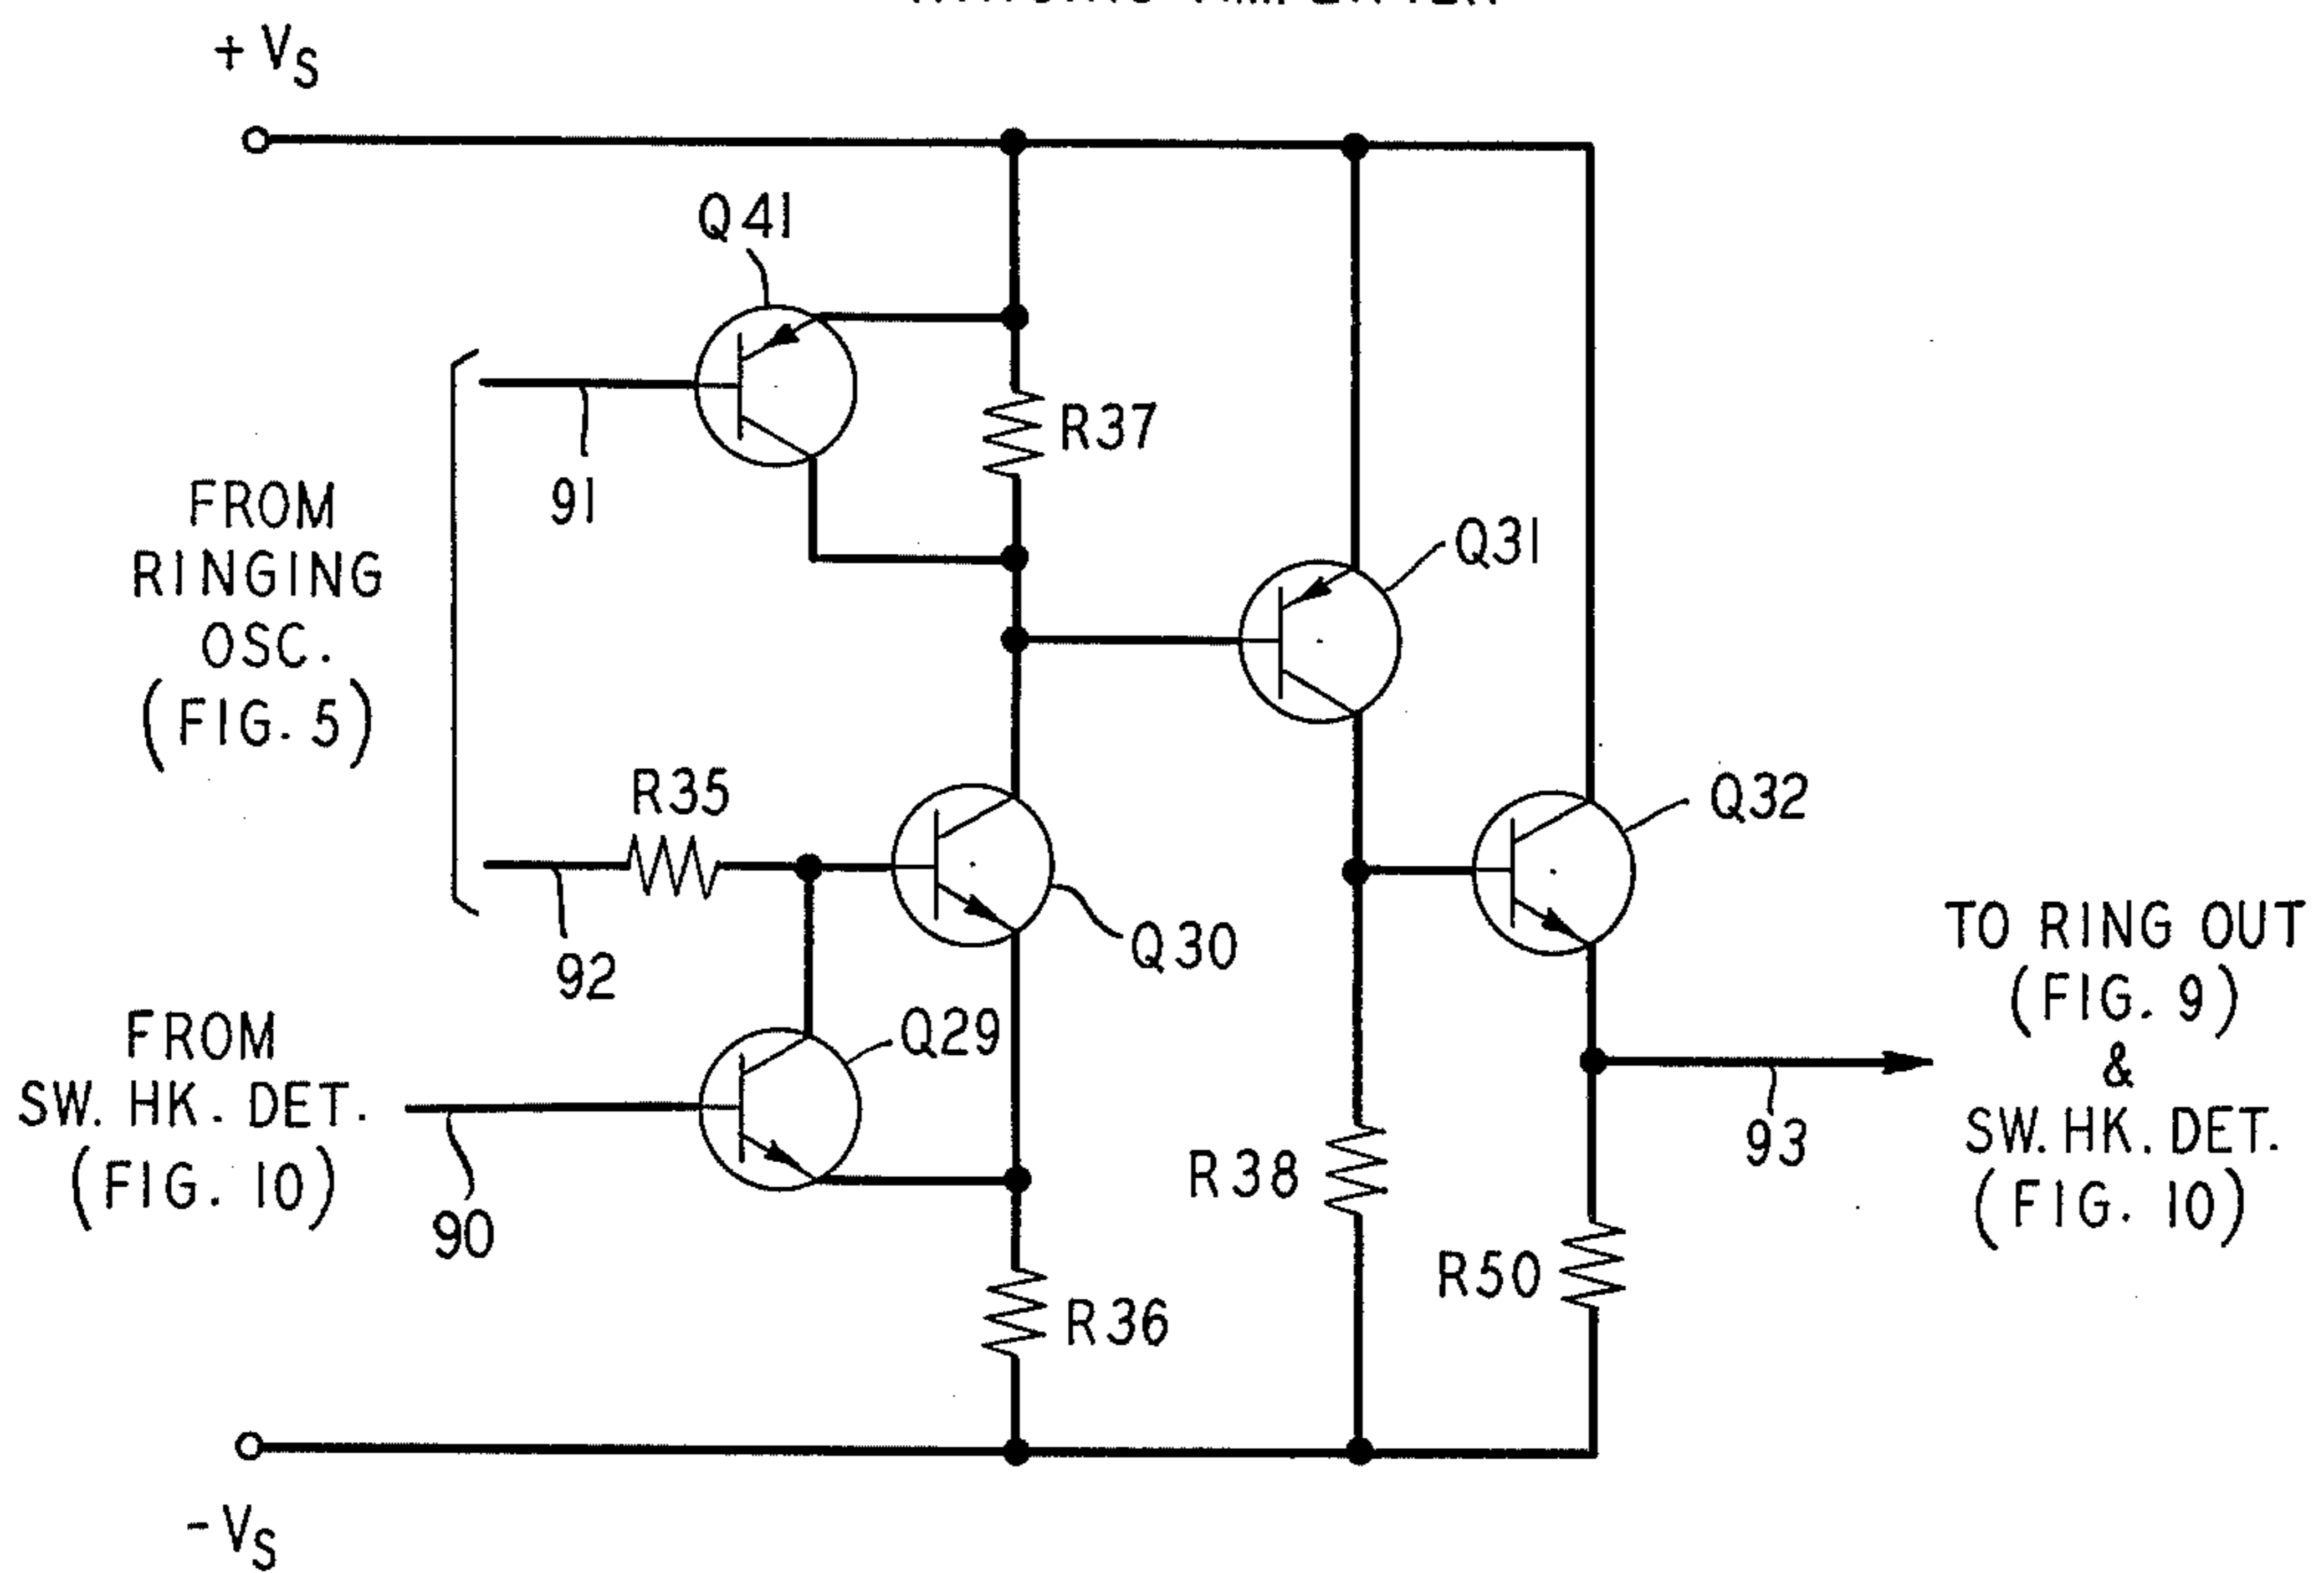 + VS
Q41
R37
91
FROM
RINGING
OSC.
(FIG. 5)
Q31
R35
Q32
92
Q30
TO RING OUT
(FIG. 9)
&
SW. HK. DET.
(FIG. 10)
FROM
SW. HK. DET.
(FIG. 10)
Q29
90
93
R38
R50
R36
- VS